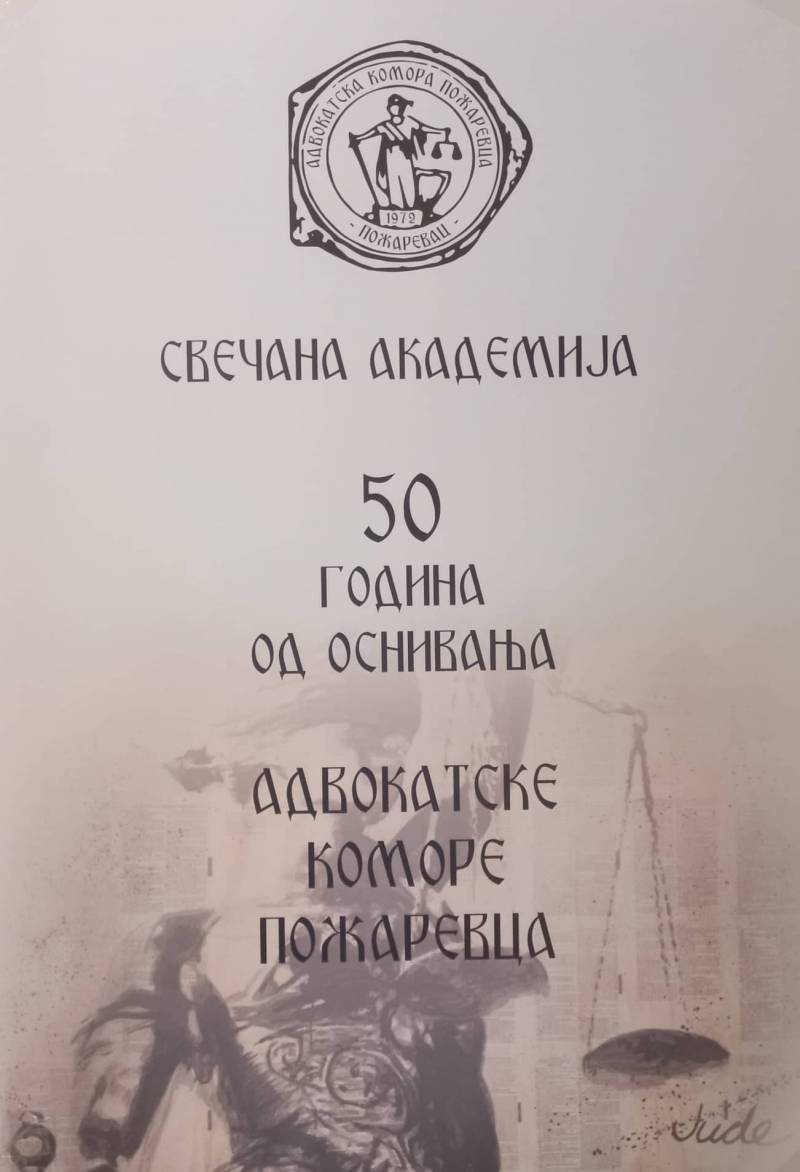 АДВОКАТСКА КОМОРА ПОЖАРЕВЦА
1972
- ПОЖАРЕВАЦ -
СВЕЧАНА АКАДЕМИЈА
50
ГОДИНА
ОД ОСНИВАЊА
АДВОКАТСКЕ
КОМОРЕ
ПОЖАРЕВЦА